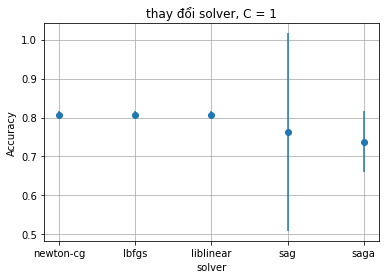 thay đổi solver, C = 1
1.0
0.9
0.8
0.7
0.6
0.5
Accuracy
newton-cg lbfgs liblinear sag saga
solver